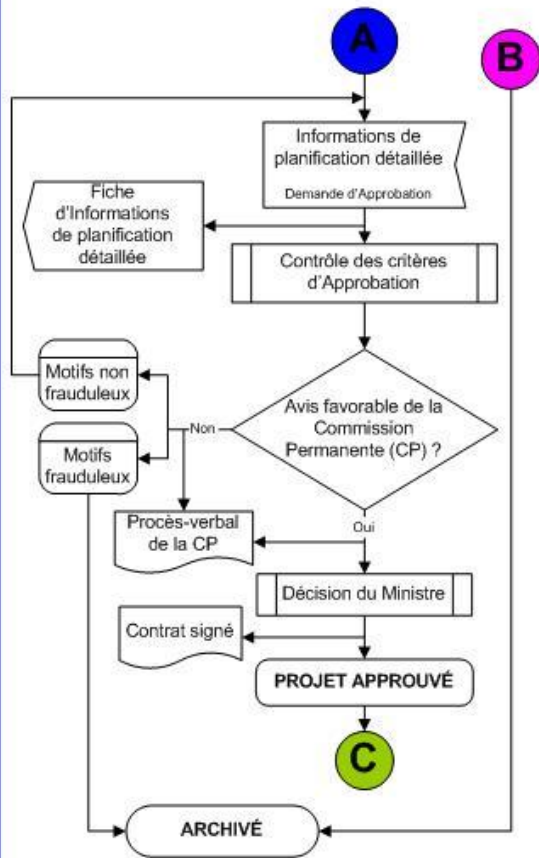 A
B
Informations de
planification détaillée
Demande d'Approbation
Fiche
d'Informations
de planification
détaillée
Contrôle des critères
d'Approbation
Motifs non
frauduleux
Avis favorable de la
Commission
Permanente (CP) ?
Non
Motifs
frauduleux
Oui
Procès-verbal
de la CP
Décision du Ministre
Contrat signé
PROJET APPROUVÉ
C
ARCHIVÉ